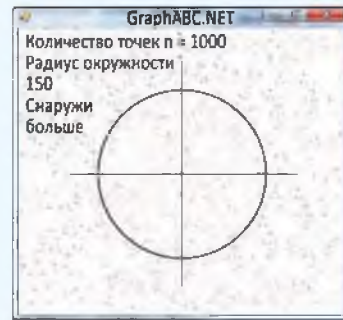 GraphABC.NET
Количество точек n = 1000
Радиус окружности
150
Снаружи
больше